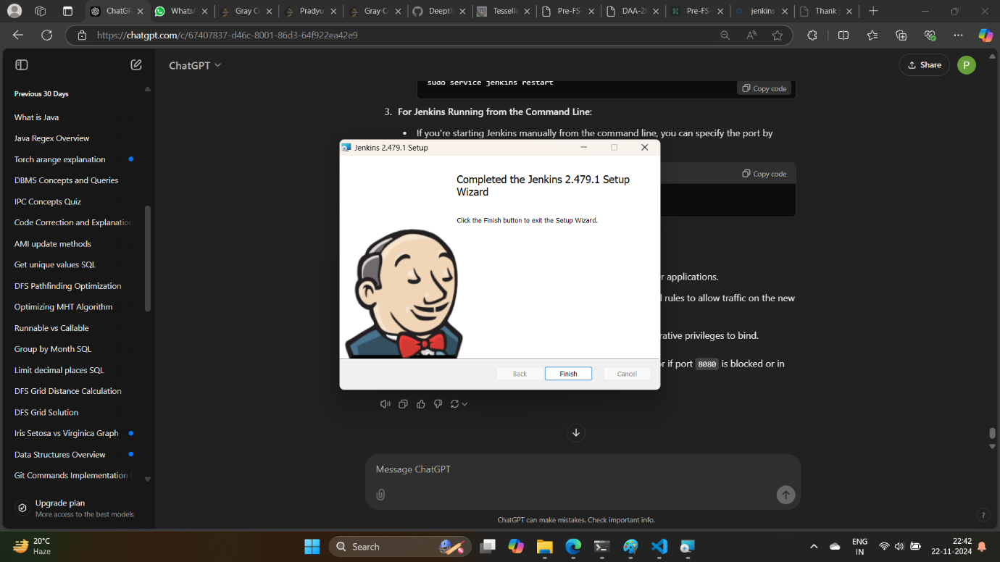 ChatGP
WhatsA
Gray Co
Pradyu
Gray Co
Deepth
Tessella
Pre-FS-
DAA-20
Pre-FS-
jenkins
Thank y
https://chatgpt.com/c/67407837-d46c-8001-86d3-64f922ea42e9
ChatGPT
Share
P
Previous 30 Days
What is Java
Java Regex Overview
Torch arange explanation
DBMS Concepts and Queries
IPC Concepts Quiz
Code Correction and Explanation
AMI update methods
Get unique values SQL
DFS Pathfinding Optimization
Optimizing MHT Algorithm
Runnable vs Callable
Group by Month SQL
Limit decimal places SQL
DFS Grid Distance Calculation
DFS Grid Solution
Iris Setosa vs Virginica Graph
Data Structures Overview
Git Commands Implementation
Upgrade plan
More access to the best models
sudo service jenkins restart
Copy code
3. For Jenkins Running from the Command Line:
• If you're starting Jenkins manually from the command line, you can specify the port by
Copy code
Jenkins 2.479.1 Setup
Completed the Jenkins 2.479.1 Setup
Wizard
Click the Finish button to exit the Setup Wizard.
Back
Finish
Cancel
r applications.
rules to allow traffic on the new
rative privileges to bind.
or if port 8080 is blocked or in
Message ChatGPT
ChatGPT can make mistakes. Check important info.
?
20°C
Haze
Search
ENG
IN
22:42
22-11-2024